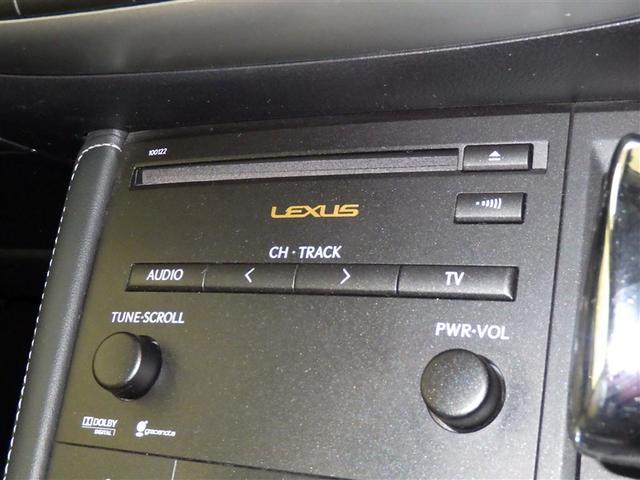 100122
LEXUS
CH·TRACK
AUDIO < > TV
TUNE·SCROLL PWR·VOL
DOLBY
DIGITAL
gracenote